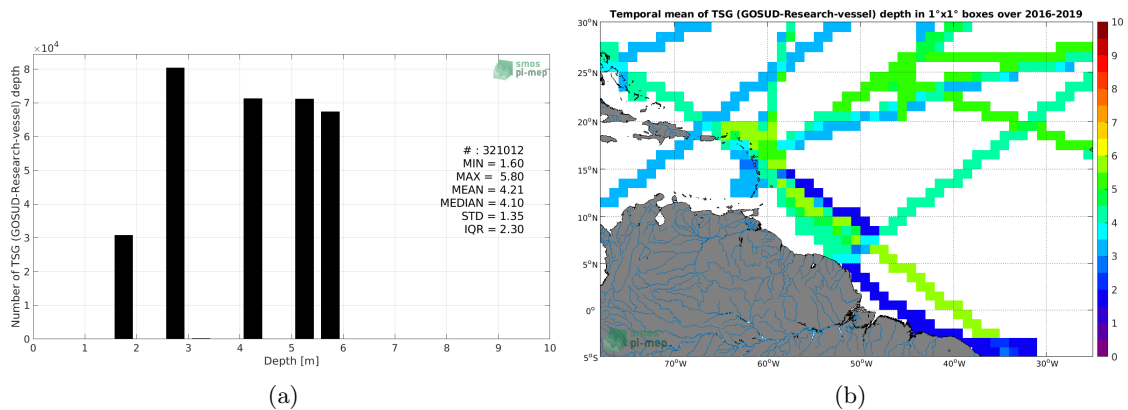 Temporal mean of TSG (GOSUD-Research-vessel) depth in 1°x1° boxes over 2016-2019
×10⁴
Number of TSG (GOSUD-Research-vessel) depth
8
7
6
5
4
3
2
1
0
0 1 2 3 4 5 6 7 8 9 10
Depth [m]
smos
pi-mep
# : 321012
MIN = 1.60
MAX = 5.80
MEAN = 4.21
MEDIAN = 4.10
STD = 1.35
IQR = 2.30
(a)
30°N
25°N
20°N
15°N
10°N
5°N
0°
5°S
70°W 60°W 50°W 40°W 30°W
smos
pi-mep
10
9
8
7
6
5
4
3
2
1
0
(b)